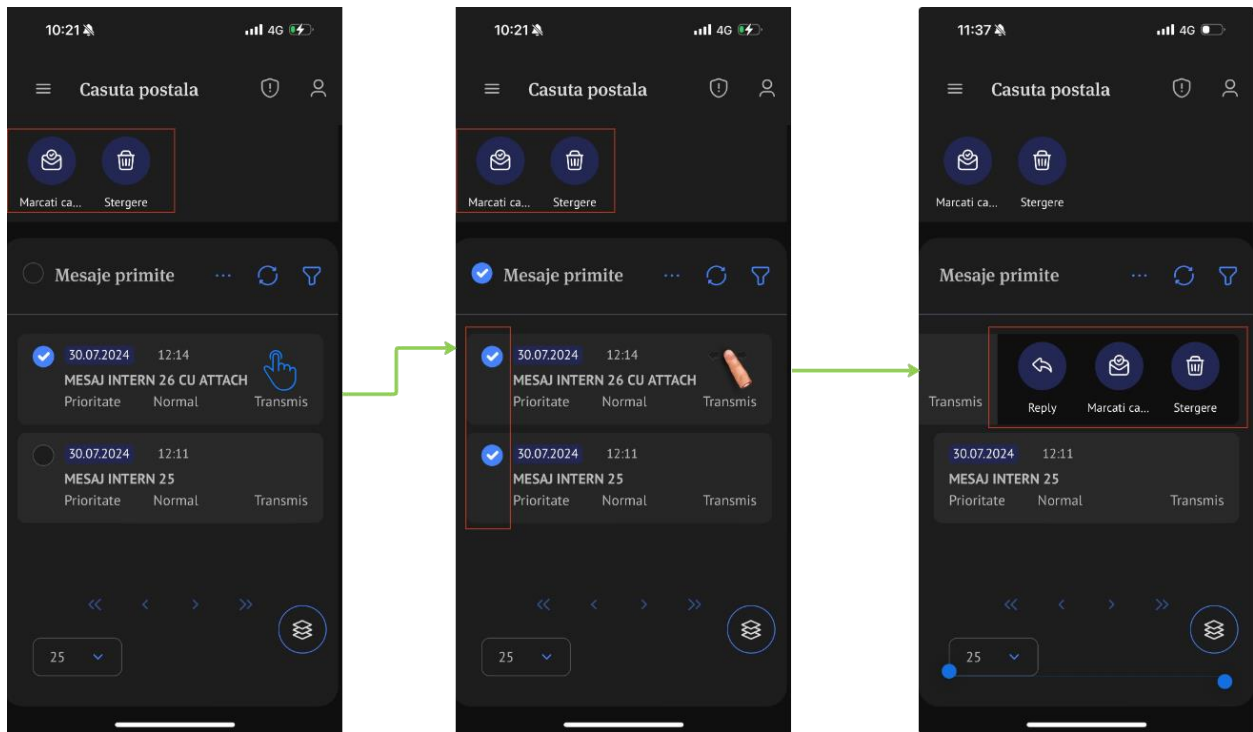 10:21 4G
Casuta postala
Marcati ca... Stergere
Mesaje primite ...
30.07.2024 12:14
MESAJ INTERN 26 CU ATTACH
Prioritate Normal Transmis
30.07.2024 12:11
MESAJ INTERN 25
Prioritate Normal Transmis
<< < > >>
25
10:21 4G
Casuta postala
Marcati ca... Stergere
Mesaje primite ...
30.07.2024 12:14
MESAJ INTERN 26 CU ATTACH
Prioritate Normal Transmis
30.07.2024 12:11
MESAJ INTERN 25
Prioritate Normal Transmis
<< < > >>
25
11:37 4G
Casuta postala
Marcati ca... Stergere
Mesaje primite ...
Transmis Reply Marcati ca... Stergere
30.07.2024 12:11
MESAJ INTERN 25
Prioritate Normal Transmis
<< < > >>
25